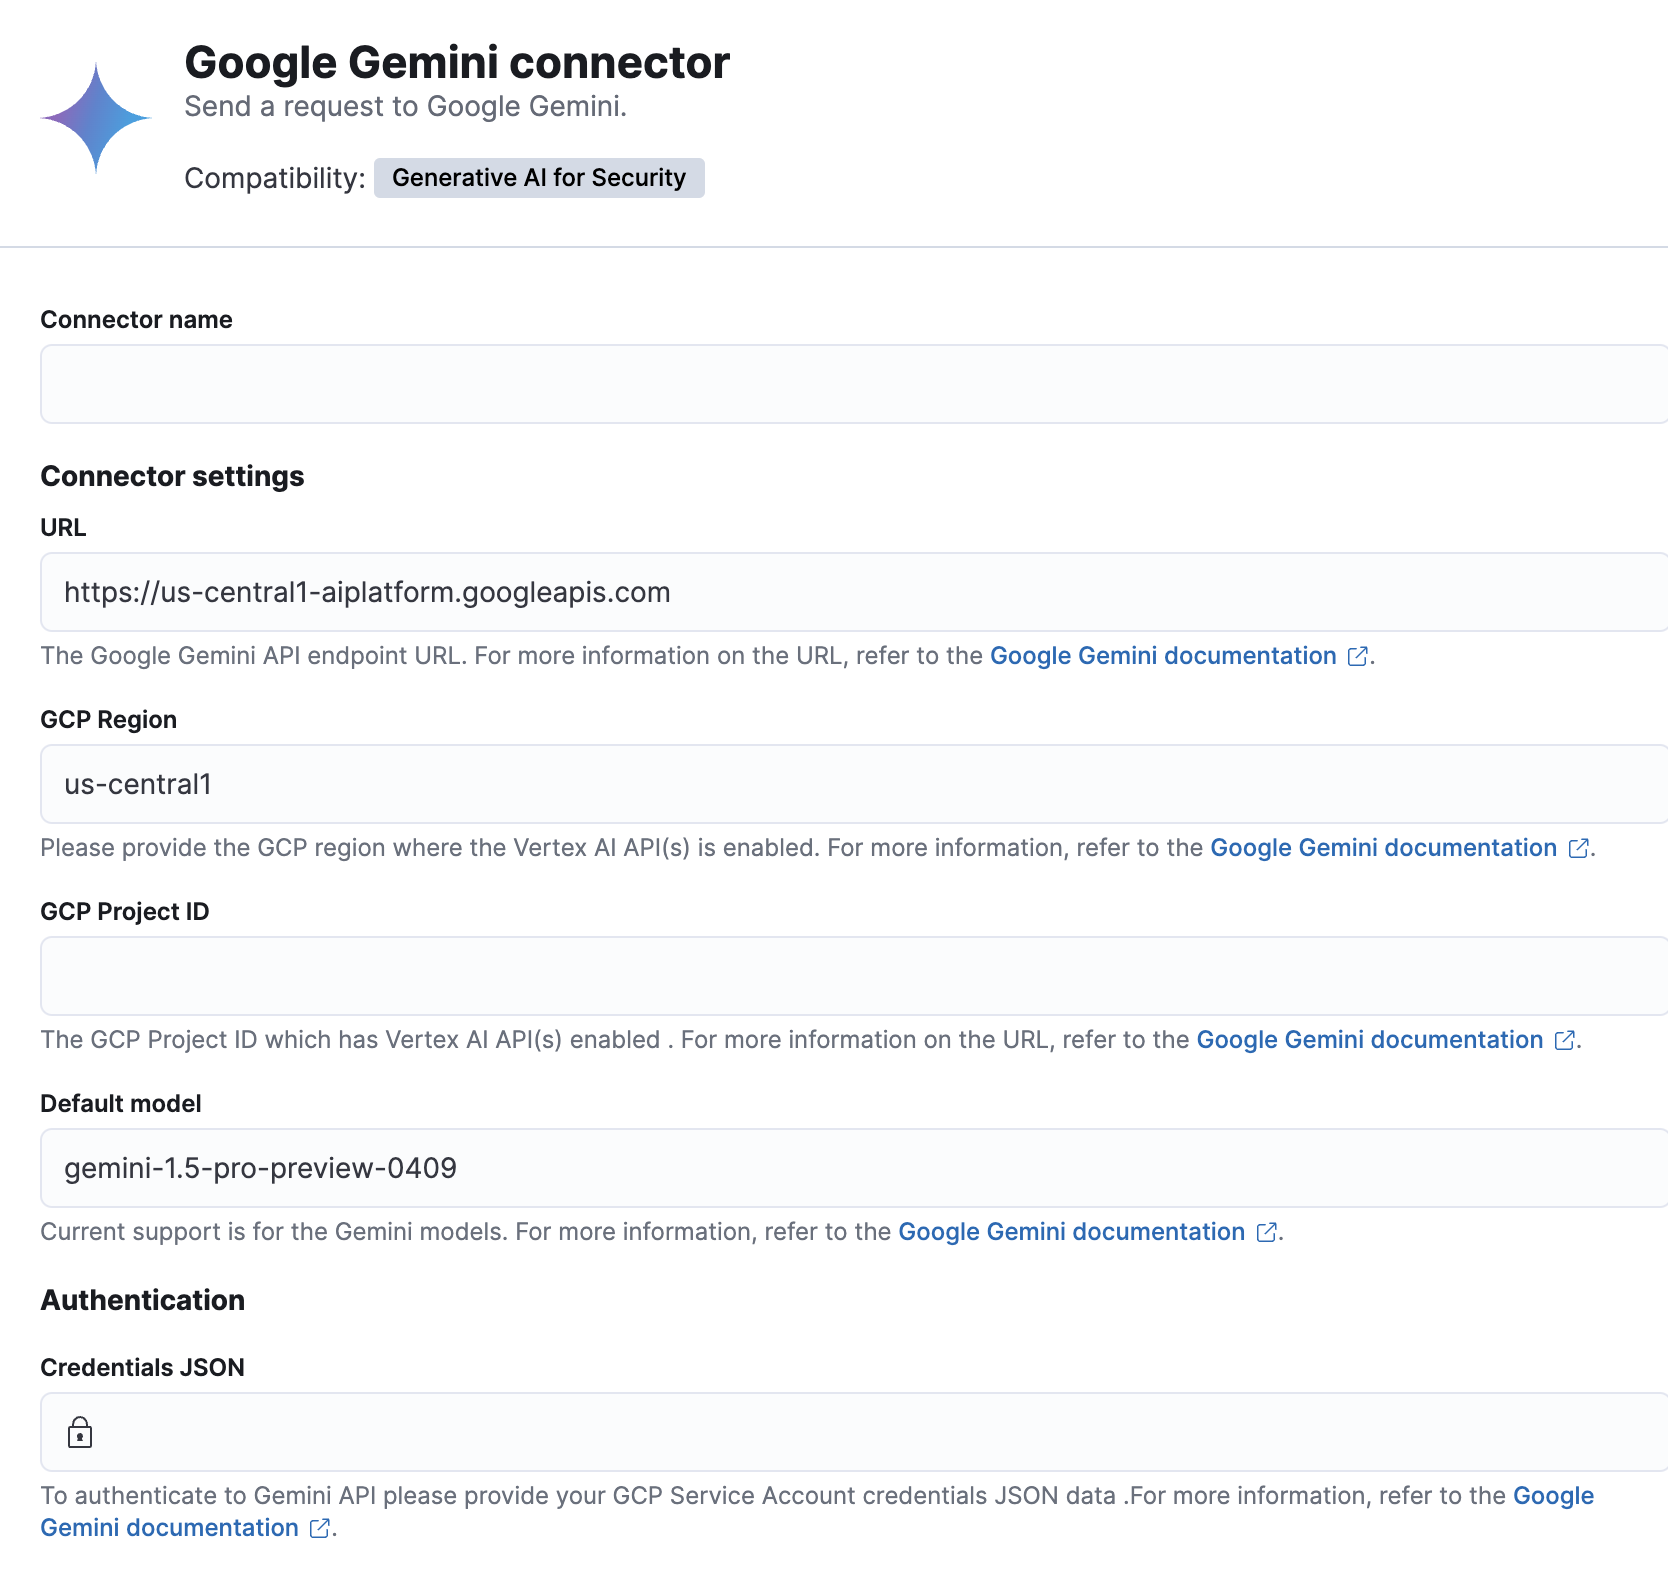 Google Gemini connector
Send a request to Google Gemini.
Compatibility: Generative AI for Security
Connector name
Connector settings
URL
https://us-central1-aiplatform.googleapis.com
The Google Gemini API endpoint URL. For more information on the URL, refer to the Google Gemini documentation.
GCP Region
us-central1
Please provide the GCP region where the Vertex AI API(s) is enabled. For more information, refer to the Google Gemini documentation.
GCP Project ID
The GCP Project ID which has Vertex AI API(s) enabled . For more information on the URL, refer to the Google Gemini documentation.
Default model
gemini-1.5-pro-preview-0409
Current support is for the Gemini models. For more information, refer to the Google Gemini documentation.
Authentication
Credentials JSON
To authenticate to Gemini API please provide your GCP Service Account credentials JSON data .For more information, refer to the Google
Gemini documentation.